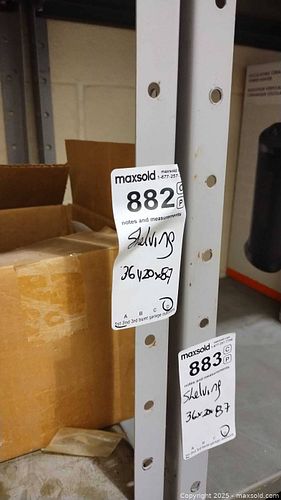 maxsold
882
C
P
notes and measurements
Shelving
36x20x87
A B C
maxsold
883
C
P
notes and measurements
Shelving
36x20x87
A B C
Copyright 2025 - maxsold.com